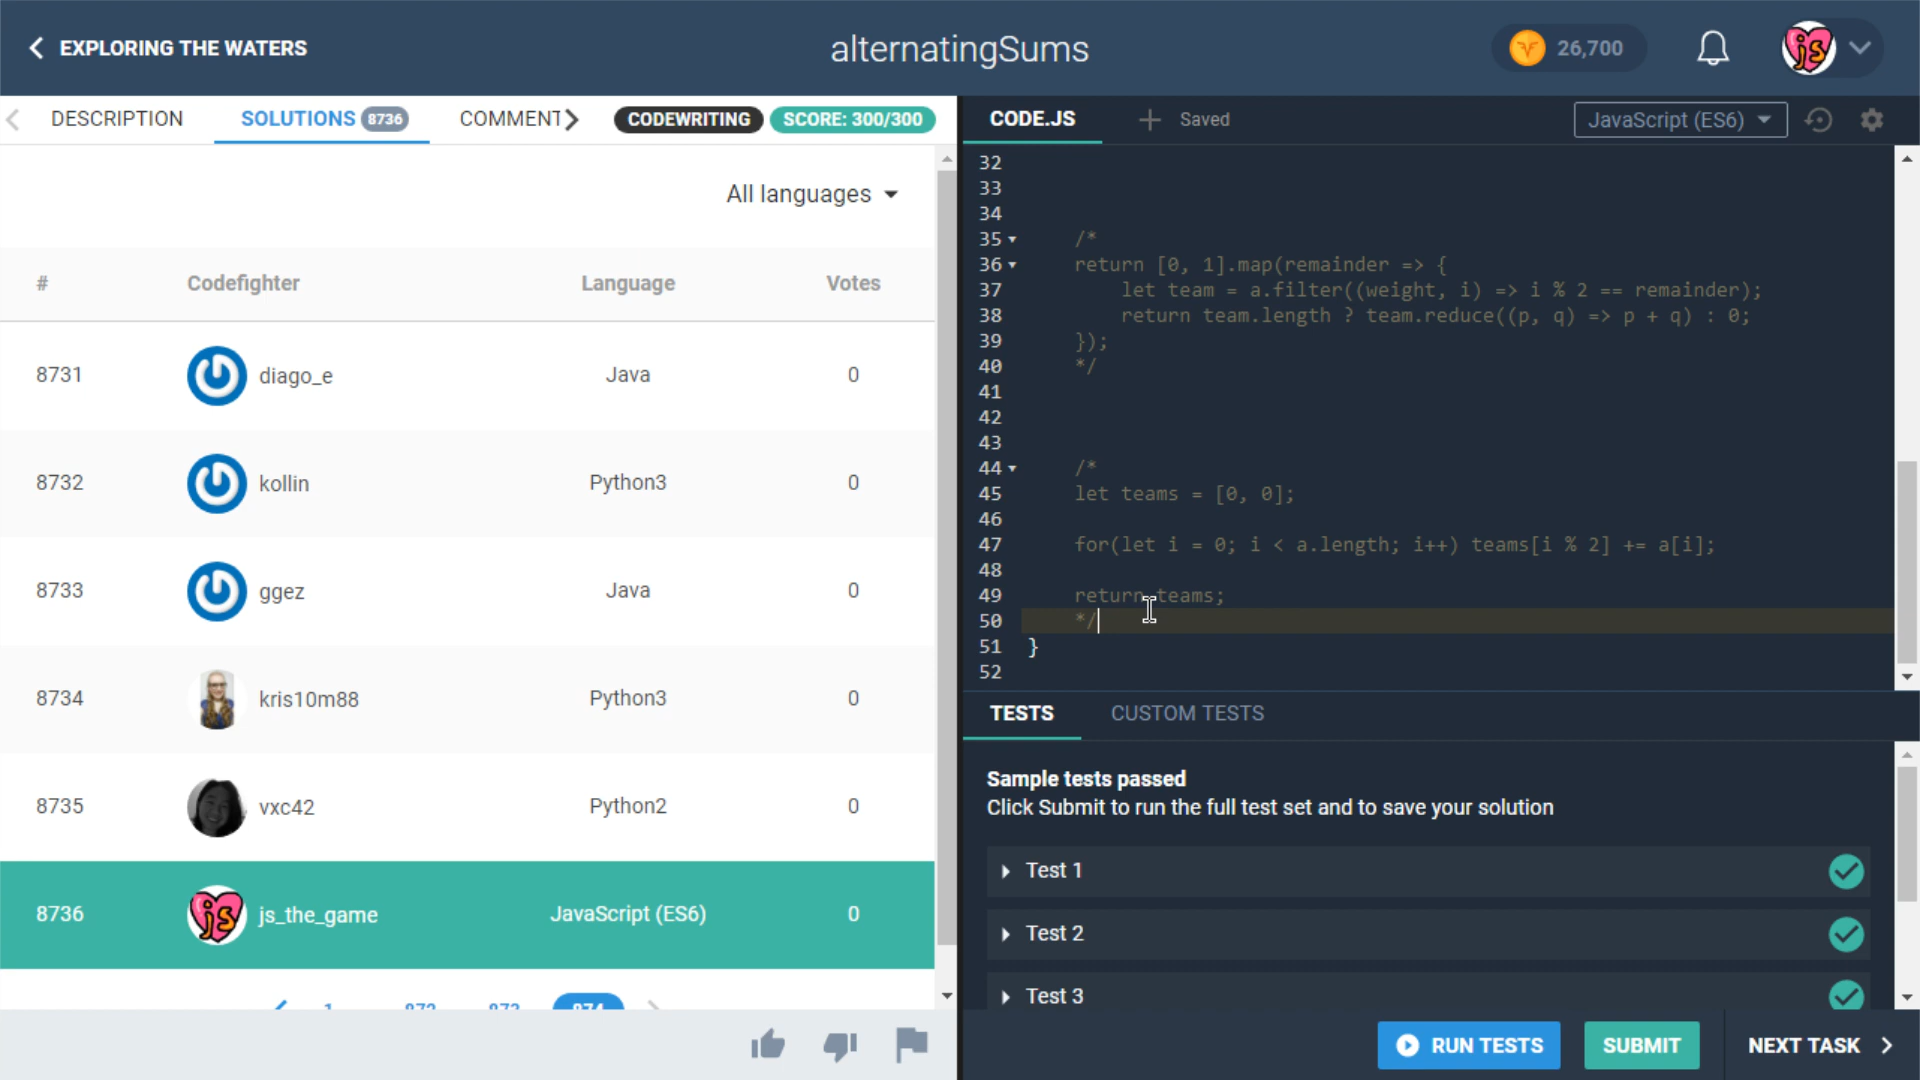 EXPLORING THE WATERS
alternatingSums
26,700
js
DESCRIPTION
SOLUTIONS 8736
COMMENT
CODEWRITING
SCORE: 300/300
All languages
# Codefighter Language Votes
8731 diago_e Java 0
8732 kollin Python3 0
8733 ggez Java 0
8734 kris10m88 Python3 0
8735 vxc42 Python2 0
8736 js js_the_game JavaScript (ES6) 0
1 872 873 874
CODE.JS + Saved JavaScript (ES6)
32
33
34
35 /*
36 return [0, 1].map(remainder => {
37 let team = a.filter((weight, i) => i % 2 == remainder);
38 return team.length ? team.reduce((p, q) => p + q) : 0;
39 });
40 */
41
42
43
44 /*
45 let teams = [0, 0];
46
47 for(let i = 0; i < a.length; i++) teams[i % 2] += a[i];
48
49 return teams;
50 */
51 }
52
TESTS CUSTOM TESTS
Sample tests passed
Click Submit to run the full test set and to save your solution
Test 1
Test 2
Test 3
RUN TESTS SUBMIT NEXT TASK